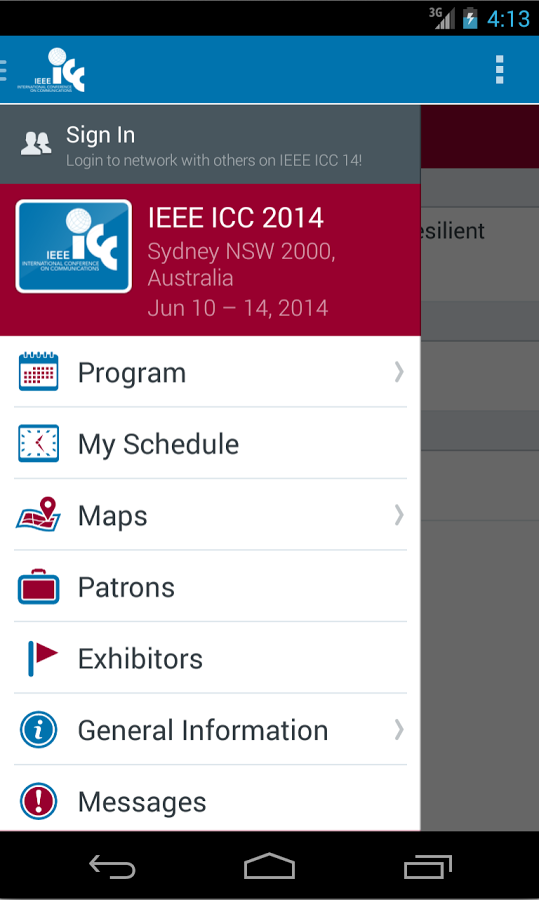 3G 4:13
IEEE icc
INTERNATIONAL CONFERENCE
ON COMMUNICATIONS
Sign In
Login to network with others on IEEE ICC 14!
IEEE icc
INTERNATIONAL CONFERENCE
ON COMMUNICATIONS
IEEE ICC 2014
Sydney NSW 2000,
Australia
Jun 10 – 14, 2014
esilient
Program
My Schedule
Maps
Patrons
Exhibitors
General Information
Messages